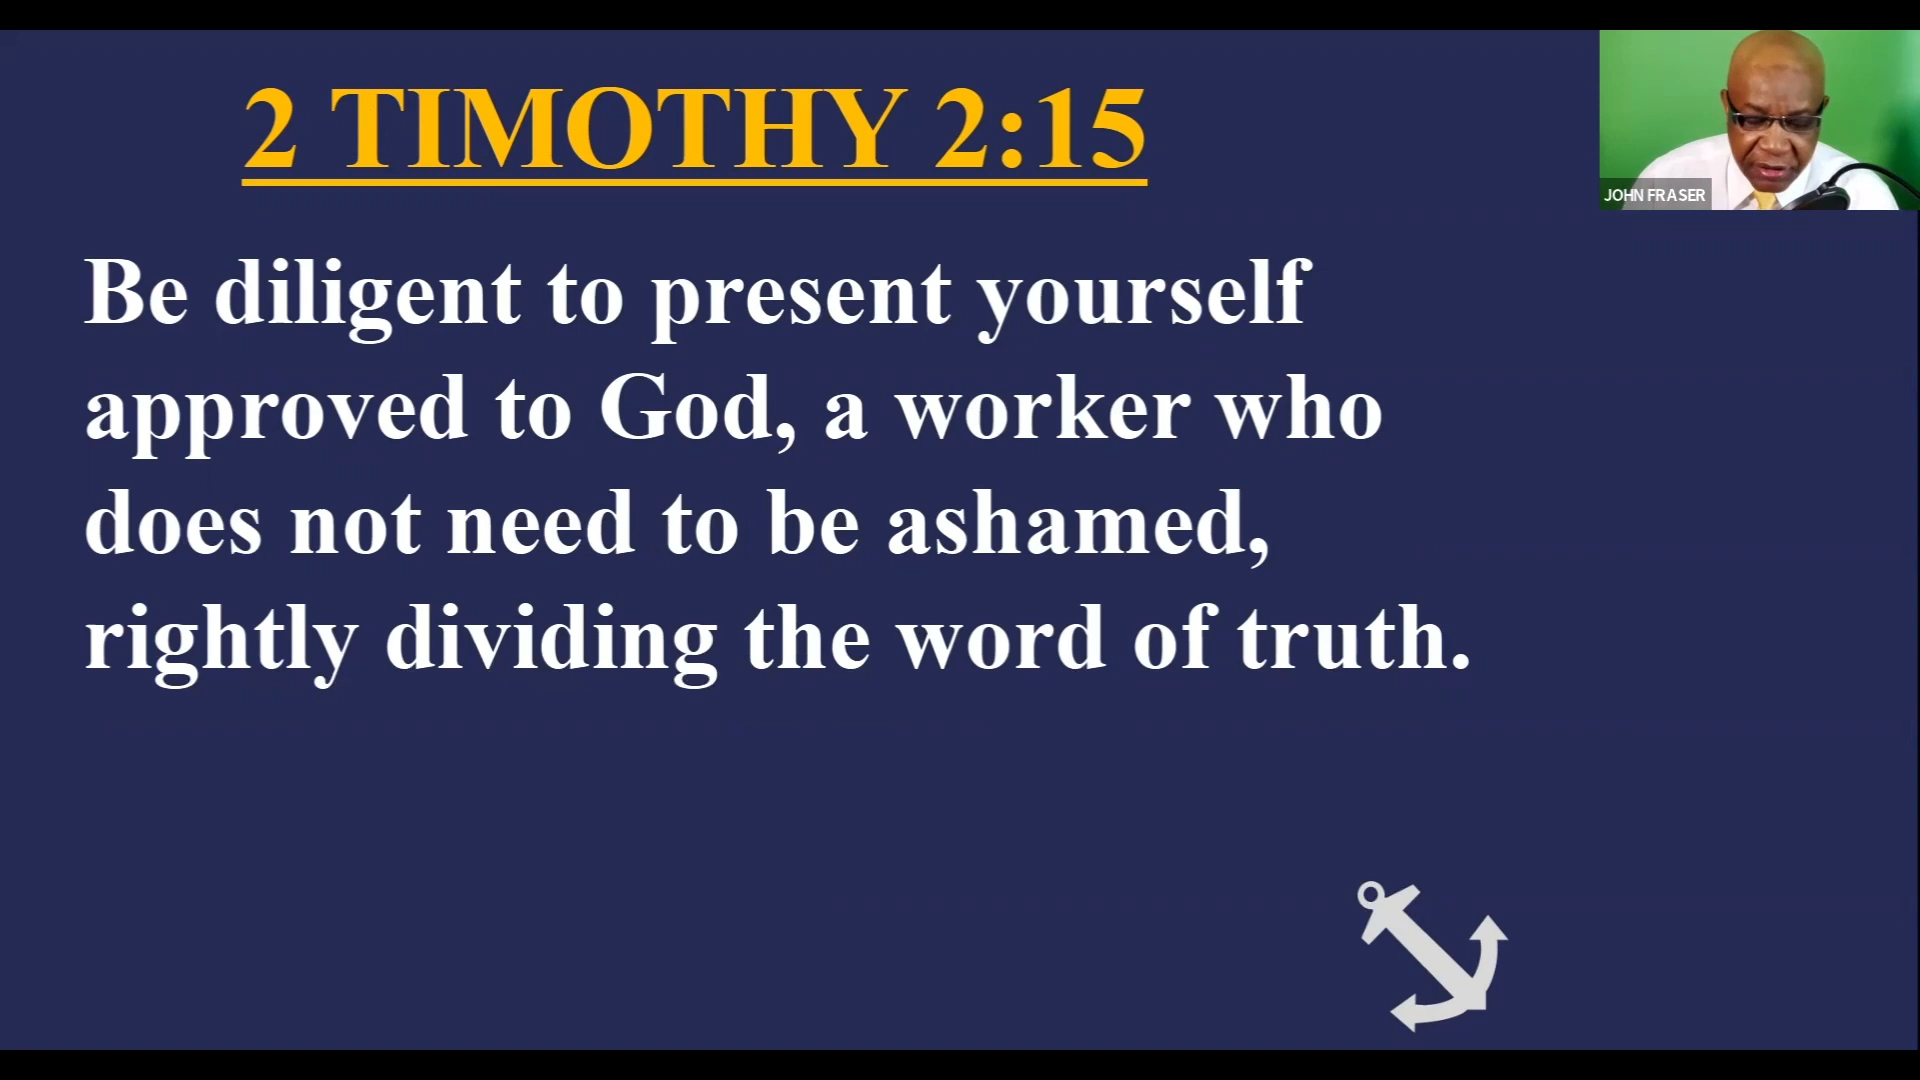 2 TIMOTHY 2:15
JOHN FRASER
Be diligent to present yourself
approved to God, a worker who
does not need to be ashamed,
rightly dividing the word of truth.